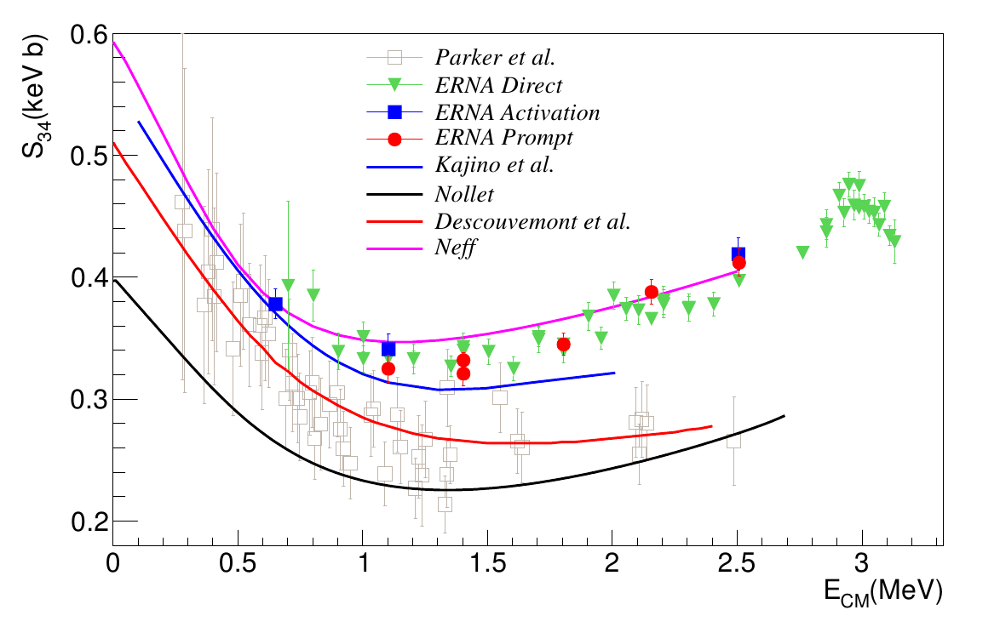 0.6
S34(keV b)
0.5
0.4
0.3
0.2
Parker et al.
ERNA Direct
ERNA Activation
ERNA Prompt
Kajino et al.
Nollet
Descouvemont et al.
Neff
0 0.5 1 1.5 2 2.5 3
ECM(MeV)